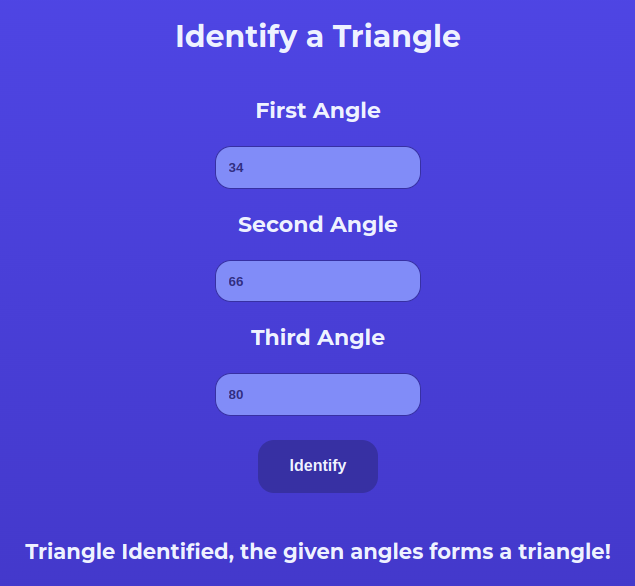 Identify a Triangle
First Angle
34
Second Angle
66
Third Angle
80
Identify
Triangle Identified, the given angles forms a triangle!